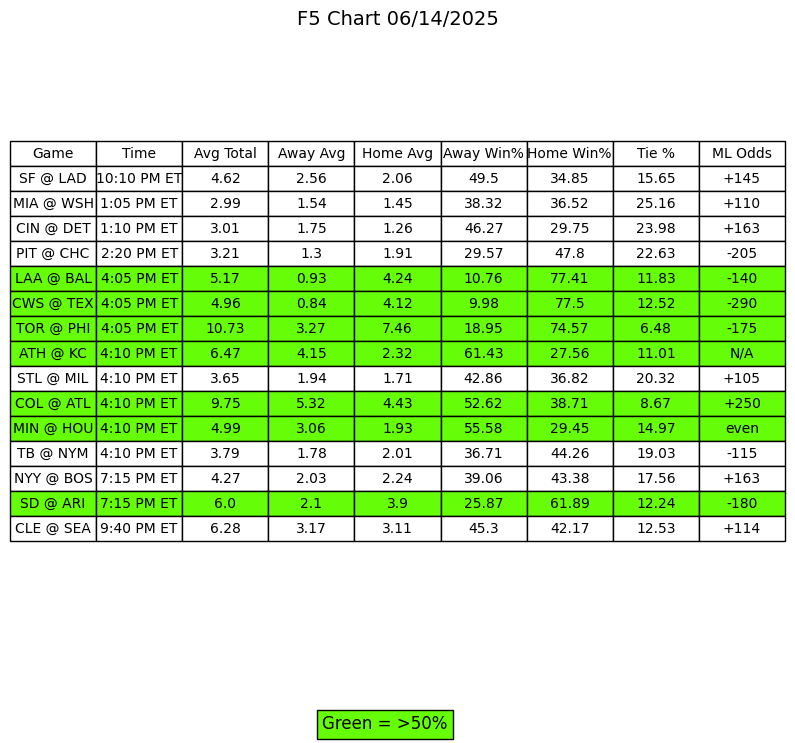 F5 Chart 06/14/2025
Game Time Avg Total Away Avg Home Avg Away Win% Home Win% Tie % ML Odds
SF @ LAD 10:10 PM ET 4.62 2.56 2.06 49.5 34.85 15.65 +145
MIA @ WSH 1:05 PM ET 2.99 1.54 1.45 38.32 36.52 25.16 +110
CIN @ DET 1:10 PM ET 3.01 1.75 1.26 46.27 29.75 23.98 +163
PIT @ CHC 2:20 PM ET 3.21 1.3 1.91 29.57 47.8 22.63 -205
LAA @ BAL 4:05 PM ET 5.17 0.93 4.24 10.76 77.41 11.83 -140
CWS @ TEX 4:05 PM ET 4.96 0.84 4.12 9.98 77.5 12.52 -290
TOR @ PHI 4:05 PM ET 10.73 3.27 7.46 18.95 74.57 6.48 -175
ATH @ KC 4:10 PM ET 6.47 4.15 2.32 61.43 27.56 11.01 N/A
STL @ MIL 4:10 PM ET 3.65 1.94 1.71 42.86 36.82 20.32 +105
COL @ ATL 4:10 PM ET 9.75 5.32 4.43 52.62 38.71 8.67 +250
MIN @ HOU 4:10 PM ET 4.99 3.06 1.93 55.58 29.45 14.97 even
TB @ NYM 4:10 PM ET 3.79 1.78 2.01 36.71 44.26 19.03 -115
NYY @ BOS 7:15 PM ET 4.27 2.03 2.24 39.06 43.38 17.56 +163
SD @ ARI 7:15 PM ET 6.0 2.1 3.9 25.87 61.89 12.24 -180
CLE @ SEA 9:40 PM ET 6.28 3.17 3.11 45.3 42.17 12.53 +114
Green = >50%